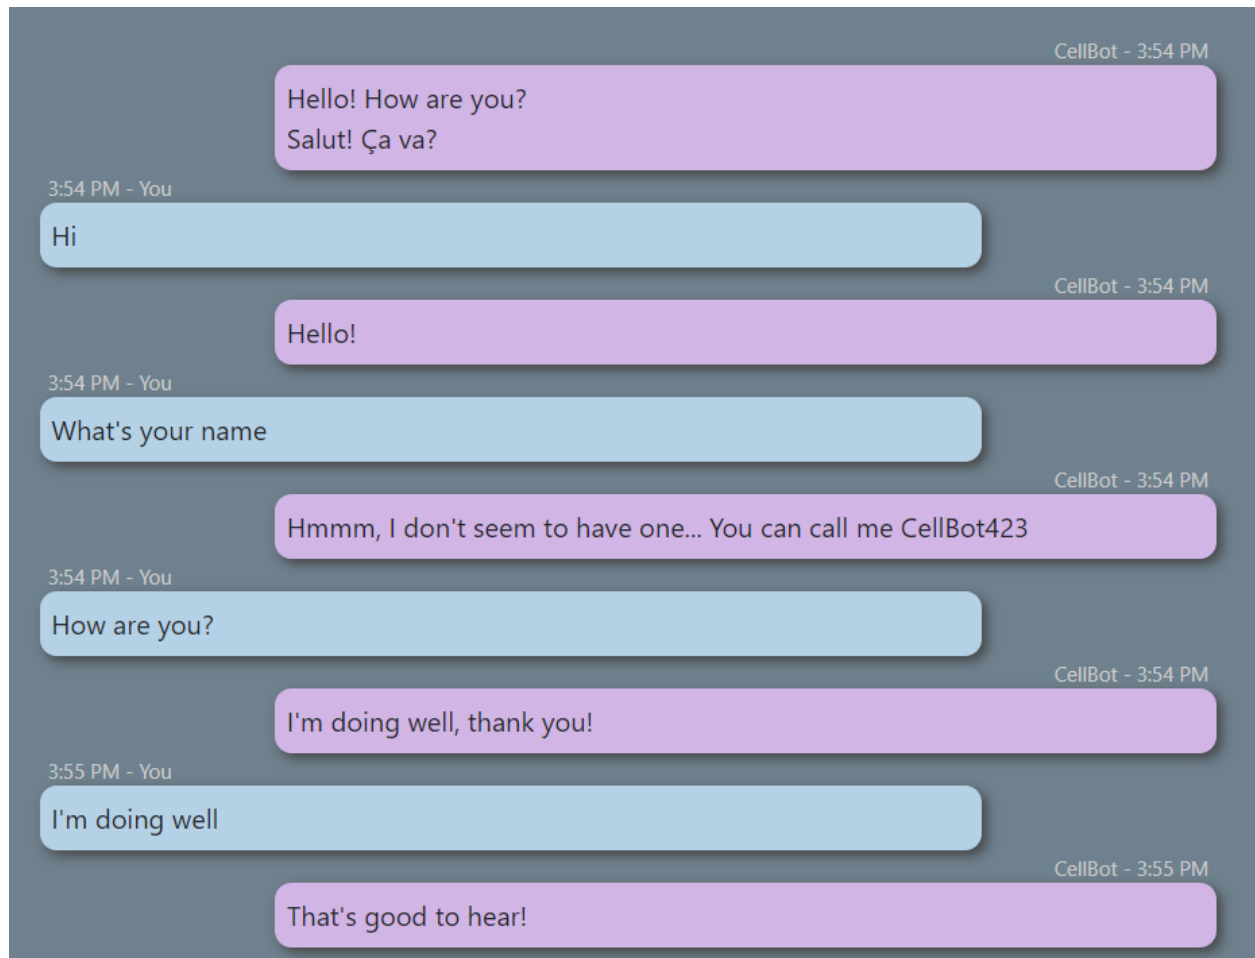 CellBot - 3:54 PM
Hello! How are you?
Salut! Ça va?
3:54 PM - You
Hi
CellBot - 3:54 PM
Hello!
3:54 PM - You
What's your name
CellBot - 3:54 PM
Hmmm, I don't seem to have one... You can call me CellBot423
3:54 PM - You
How are you?
CellBot - 3:54 PM
I'm doing well, thank you!
3:55 PM - You
I'm doing well
CellBot - 3:55 PM
That's good to hear!